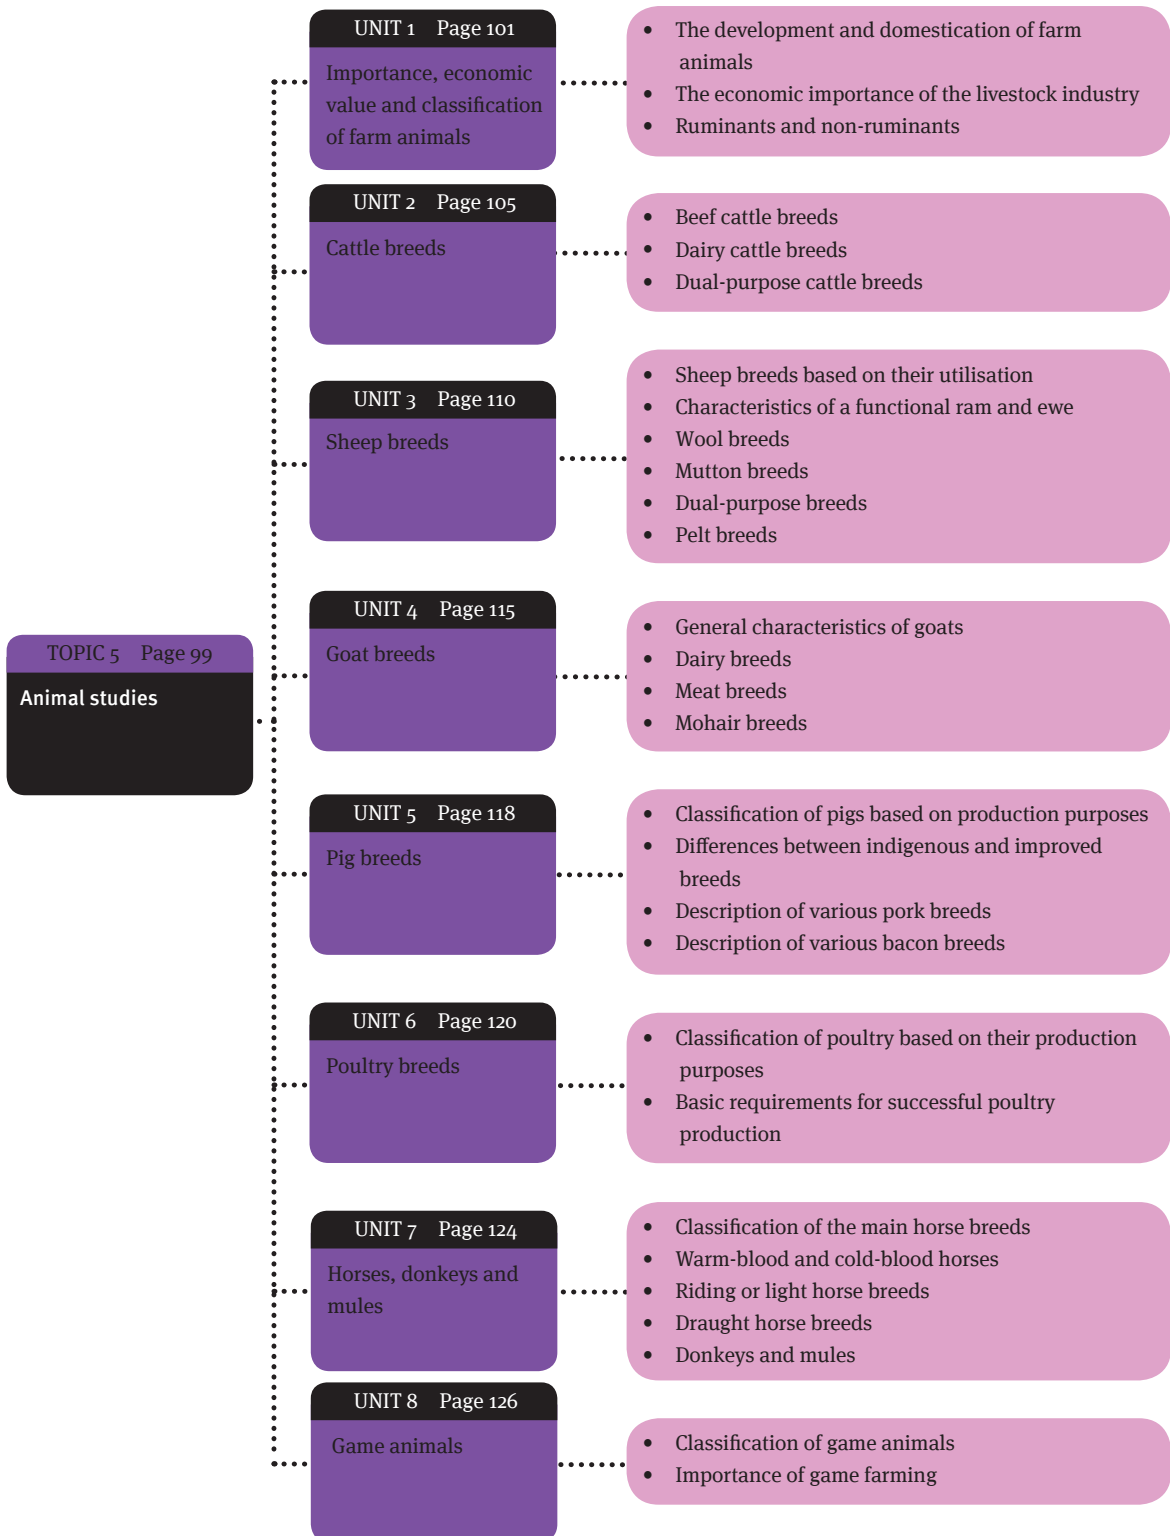 TOPIC 5 Page 99
Animal studies
UNIT 1 Page 101
Importance, economic
value and classification
of farm animals
• The development and domestication of farm
animals
• The economic importance of the livestock industry
• Ruminants and non-ruminants
UNIT 2 Page 105
Cattle breeds
• Beef cattle breeds
• Dairy cattle breeds
• Dual-purpose cattle breeds
UNIT 3 Page 110
Sheep breeds
• Sheep breeds based on their utilisation
• Characteristics of a functional ram and ewe
• Wool breeds
• Mutton breeds
• Dual-purpose breeds
• Pelt breeds
UNIT 4 Page 115
Goat breeds
• General characteristics of goats
• Dairy breeds
• Meat breeds
• Mohair breeds
UNIT 5 Page 118
Pig breeds
• Classification of pigs based on production purposes
• Differences between indigenous and improved
breeds
• Description of various pork breeds
• Description of various bacon breeds
UNIT 6 Page 120
Poultry breeds
• Classification of poultry based on their production
purposes
• Basic requirements for successful poultry
production
UNIT 7 Page 124
Horses, donkeys and
mules
• Classification of the main horse breeds
• Warm-blood and cold-blood horses
• Riding or light horse breeds
• Draught horse breeds
• Donkeys and mules
UNIT 8 Page 126
Game animals
• Classification of game animals
• Importance of game farming